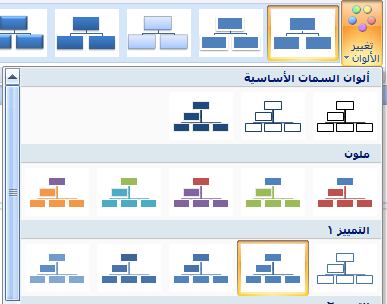 تغيير
الألوان
ألوان السمات الأساسية
ملون
التمييز ١